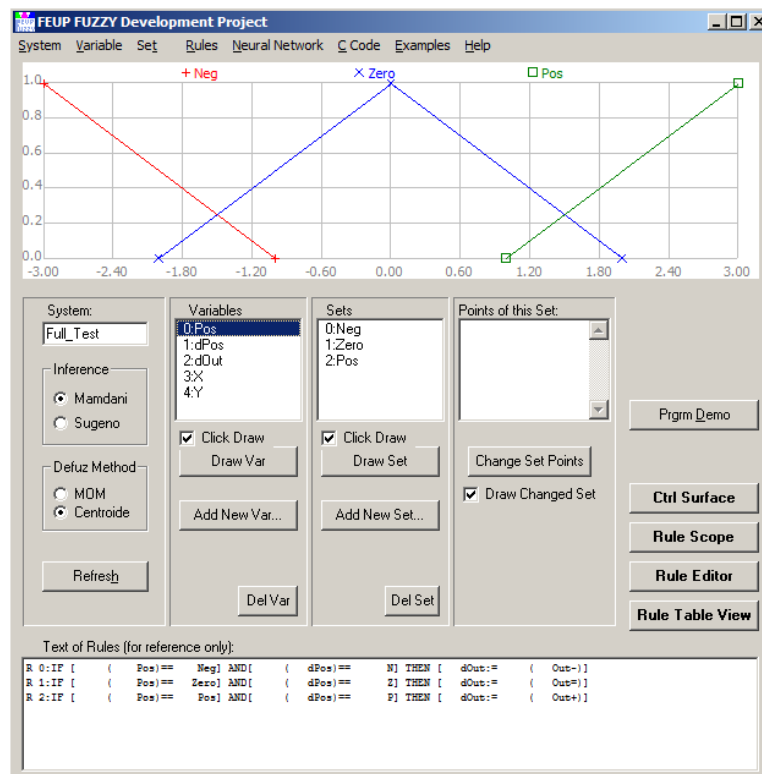 FEUP FUZZY Development Project
System Variable Set Rules Neural Network C Code Examples Help
+ Neg × Zero □ Pos
1.0
0.8
0.6
0.4
0.2
0.0
-3.00 -2.40 -1.80 -1.20 -0.60 0.00 0.60 1.20 1.80 2.40 3.00
System: Variables Sets Points of this Set:
Full_Test 0:Pos 0:Neg
1:dPos 1:Zero
2:dOut 2:Pos
3:X
4:Y
Inference
Mamdani
Sugeno
Prgrm Demo
Click Draw Click Draw
Draw Var Draw Set Change Set Points
Defuz Method
MOM Draw Changed Set Ctrl Surface
Centroide Add New Var... Add New Set...
Rule Scope
Refresh Rule Editor
Del Var Del Set
Rule Table View
Text of Rules (for reference only):
R 0:IF [ ( Pos)== Neg] AND[ ( dPos)== N] THEN [ dOut:= ( Out-)]
R 1:IF [ ( Pos)== Zero] AND[ ( dPos)== Z] THEN [ dOut:= ( Out=)]
R 2:IF [ ( Pos)== Pos] AND[ ( dPos)== P] THEN [ dOut:= ( Out+)]